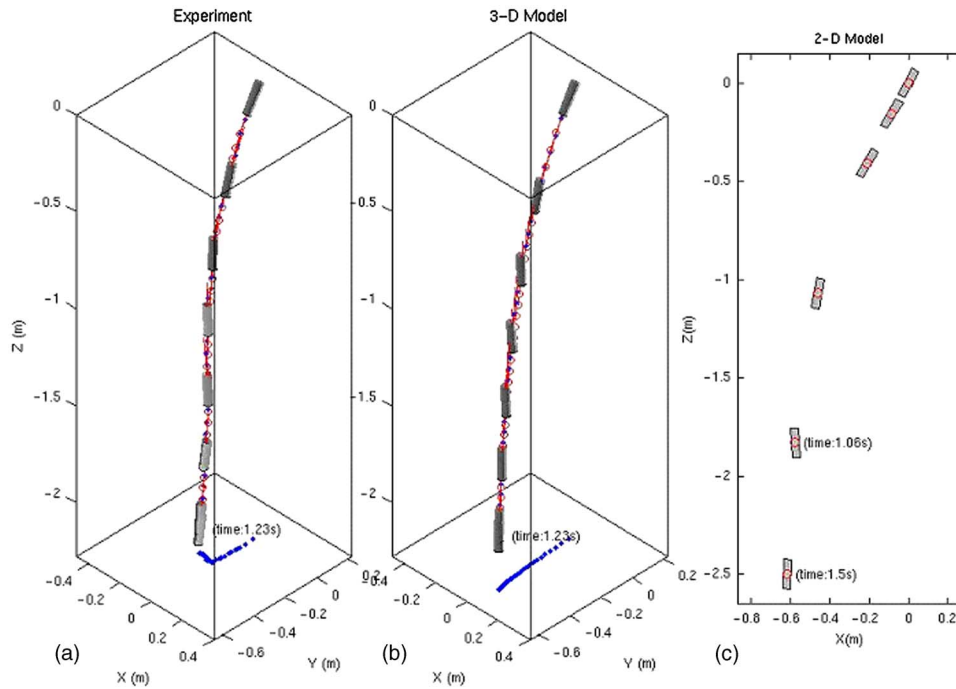 Experiment
0
−0.5
−1
−1.5
−2
Z (m)
−0.4
−0.2
0
0.2
0.4
X (m)
−0.6
−0.4
−0.2
0
0.2
Y (m)
(time:1.23s)
(a)
3−D Model
0
−0.5
−1
−1.5
−2
−0.4
−0.2
0
0.2
0.4
X (m)
−0.6
−0.4
−0.2
0
0.2
Y (m)
(time:1.23s)
(b)
2−D Model
0
−0.5
−1
−1.5
−2
−2.5
Z(m)
(time:1.06s)
(time:1.5s)
−0.8
−0.6
−0.4
−0.2
0
0.2
X(m)
(c)